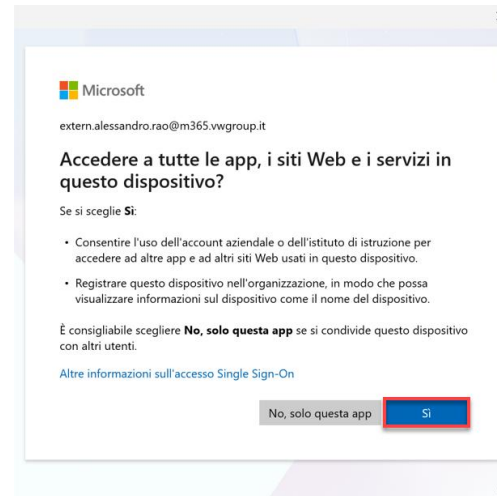 Microsoft
extern.alessandro.rao@m365.vwgroup.it
Accedere a tutte le app, i siti Web e i servizi in
questo dispositivo?
Se si sceglie Sì:
• Consentire l'uso dell'account aziendale o dell'istituto di istruzione per
accedere ad altre app e ad altri siti Web usati in questo dispositivo.
• Registrare questo dispositivo nell'organizzazione, in modo che possa
visualizzare informazioni sul dispositivo come il nome del dispositivo.
È consigliabile scegliere No, solo questa app se si condivide questo dispositivo
con altri utenti.
Altre informazioni sull'accesso Single Sign-On
No, solo questa app
Sì